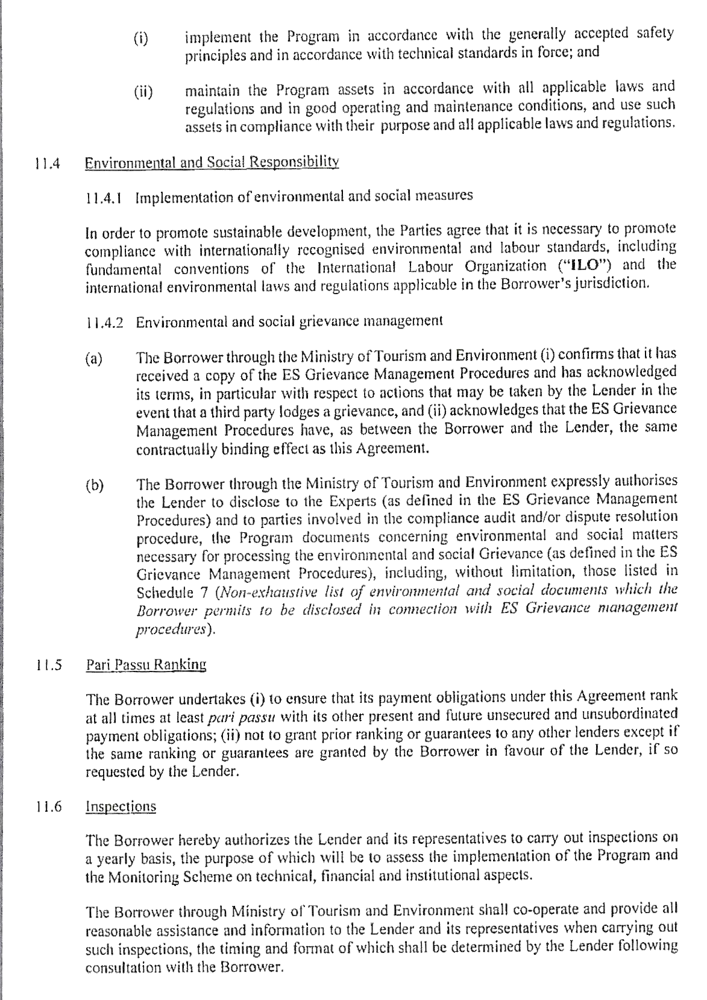 (i) implement the Program in accordance with the generally accepted safety
principles and in accordance with technical standards in force; and
(ii) maintain the Program assets in accordance with all applicable laws and
regulations and in good operating and maintenance conditions, and use such
assets in compliance with their purpose and all applicable laws and regulations.
11.4 Environmental and Social Responsibility
11.4.1 Implementation of environmental and social measures
In order to promote sustainable development, the Parties agree that it is necessary to promote
compliance with internationally recognised environmental and labour standards, including
fundamental conventions of the International Labour Organization (“ILO”) and the
international environmental laws and regulations applicable in the Borrower’s jurisdiction.
11.4.2 Environmental and social grievance management
(a) The Borrower through the Ministry of Tourism and Environment (i) confirms that it has
received a copy of the ES Grievance Management Procedures and has acknowledged
its terms, in particular with respect to actions that may be taken by the Lender in the
event that a third party lodges a grievance, and (ii) acknowledges that the ES Grievance
Management Procedures have, as between the Borrower and the Lender, the same
contractually binding effect as this Agreement.
(b) The Borrower through the Ministry of Tourism and Environment expressly authorises
the Lender to disclose to the Experts (as defined in the ES Grievance Management
Procedures) and to parties involved in the compliance audit and/or dispute resolution
procedure, the Program documents concerning environmental and social matters
necessary for processing the environmental and social Grievance (as defined in the ES
Grievance Management Procedures), including, without limitation, those listed in
Schedule 7 (Non-exhaustive list of environmental and social documents which the
Borrower permits to be disclosed in connection with ES Grievance management
procedures).
11.5 Pari Passu Ranking
The Borrower undertakes (i) to ensure that its payment obligations under this Agreement rank
at all times at least pari passu with its other present and future unsecured and unsubordinated
payment obligations; (ii) not to grant prior ranking or guarantees to any other lenders except if
the same ranking or guarantees are granted by the Borrower in favour of the Lender, if so
requested by the Lender.
11.6 Inspections
The Borrower hereby authorizes the Lender and its representatives to carry out inspections on
a yearly basis, the purpose of which will be to assess the implementation of the Program and
the Monitoring Scheme on technical, financial and institutional aspects.
The Borrower through Ministry of Tourism and Environment shall co-operate and provide all
reasonable assistance and information to the Lender and its representatives when carrying out
such inspections, the timing and format of which shall be determined by the Lender following
consultation with the Borrower.